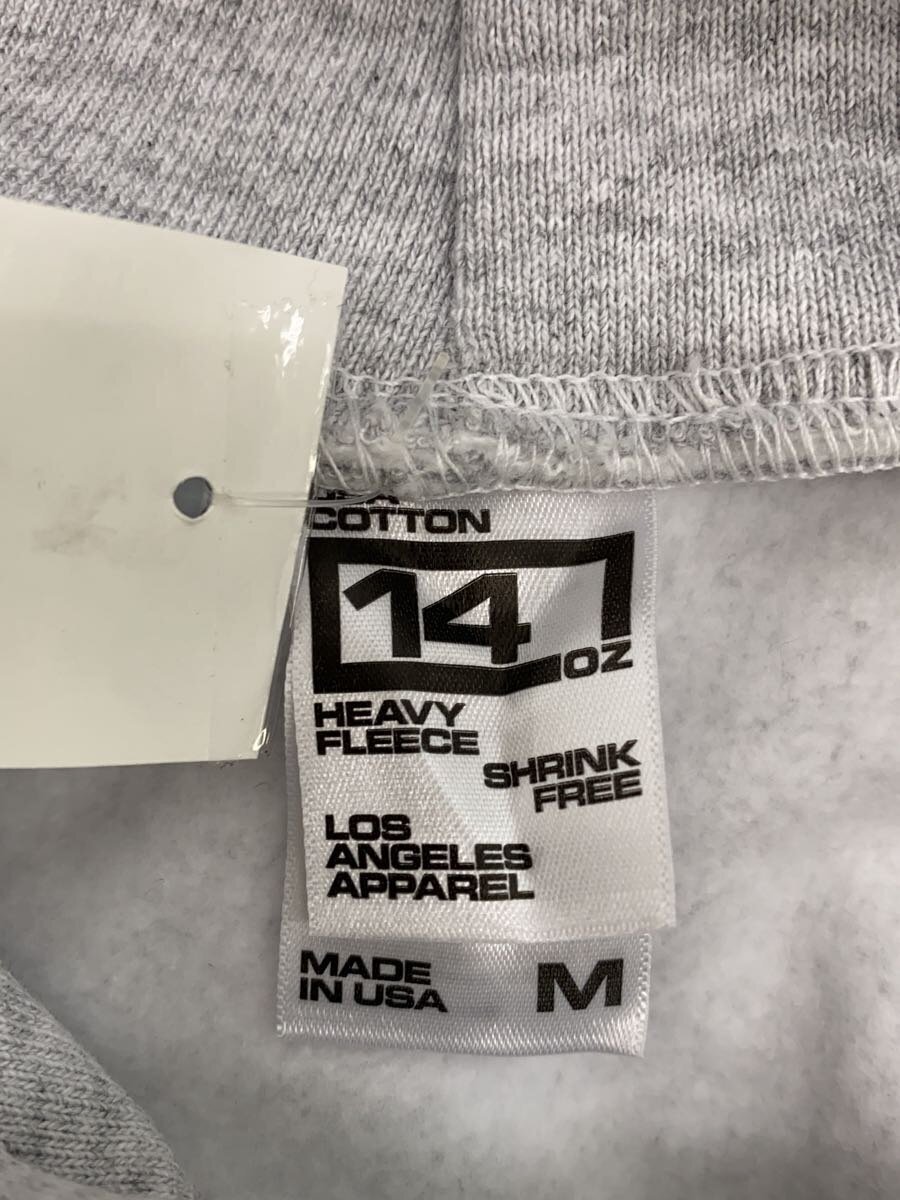 COTTON
14
OZ
HEAVY
FLEECE
SHRINK
FREE
LOS
ANGELES
APPAREL
MADE
IN USA
M